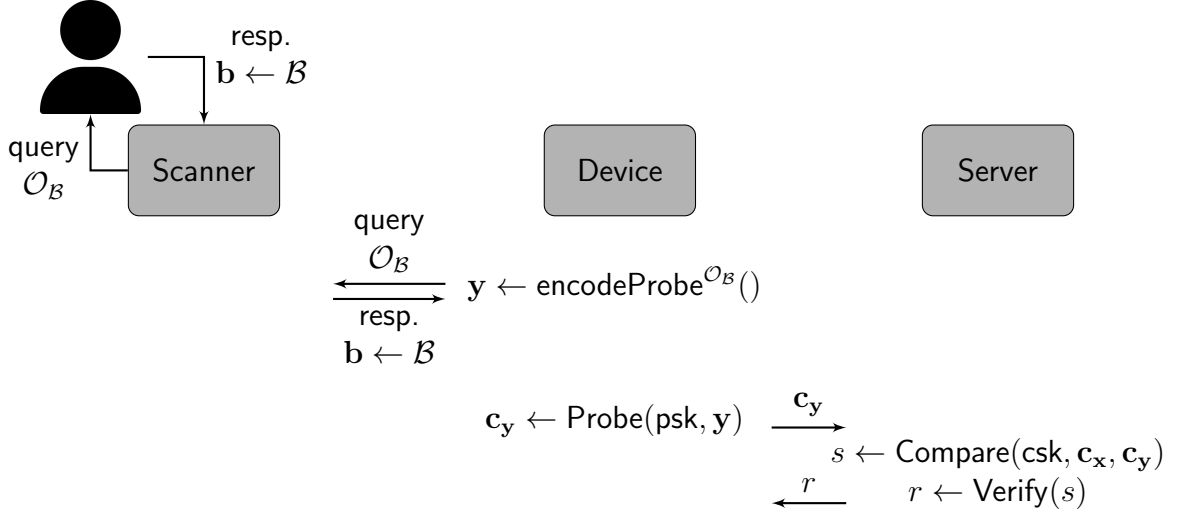 resp.
𝐛 ← ℬ
query
𝒪_ℬ
Scanner
Device
Server
query
𝒪_ℬ
𝐲 ← encodeProbe^{𝒪_ℬ}()
resp.
𝐛 ← ℬ
𝐜_𝐲 ← Probe(psk, 𝐲)
𝐜_𝐲
s ← Compare(csk, 𝐜_𝐱, 𝐜_𝐲)
r
r ← Verify(s)